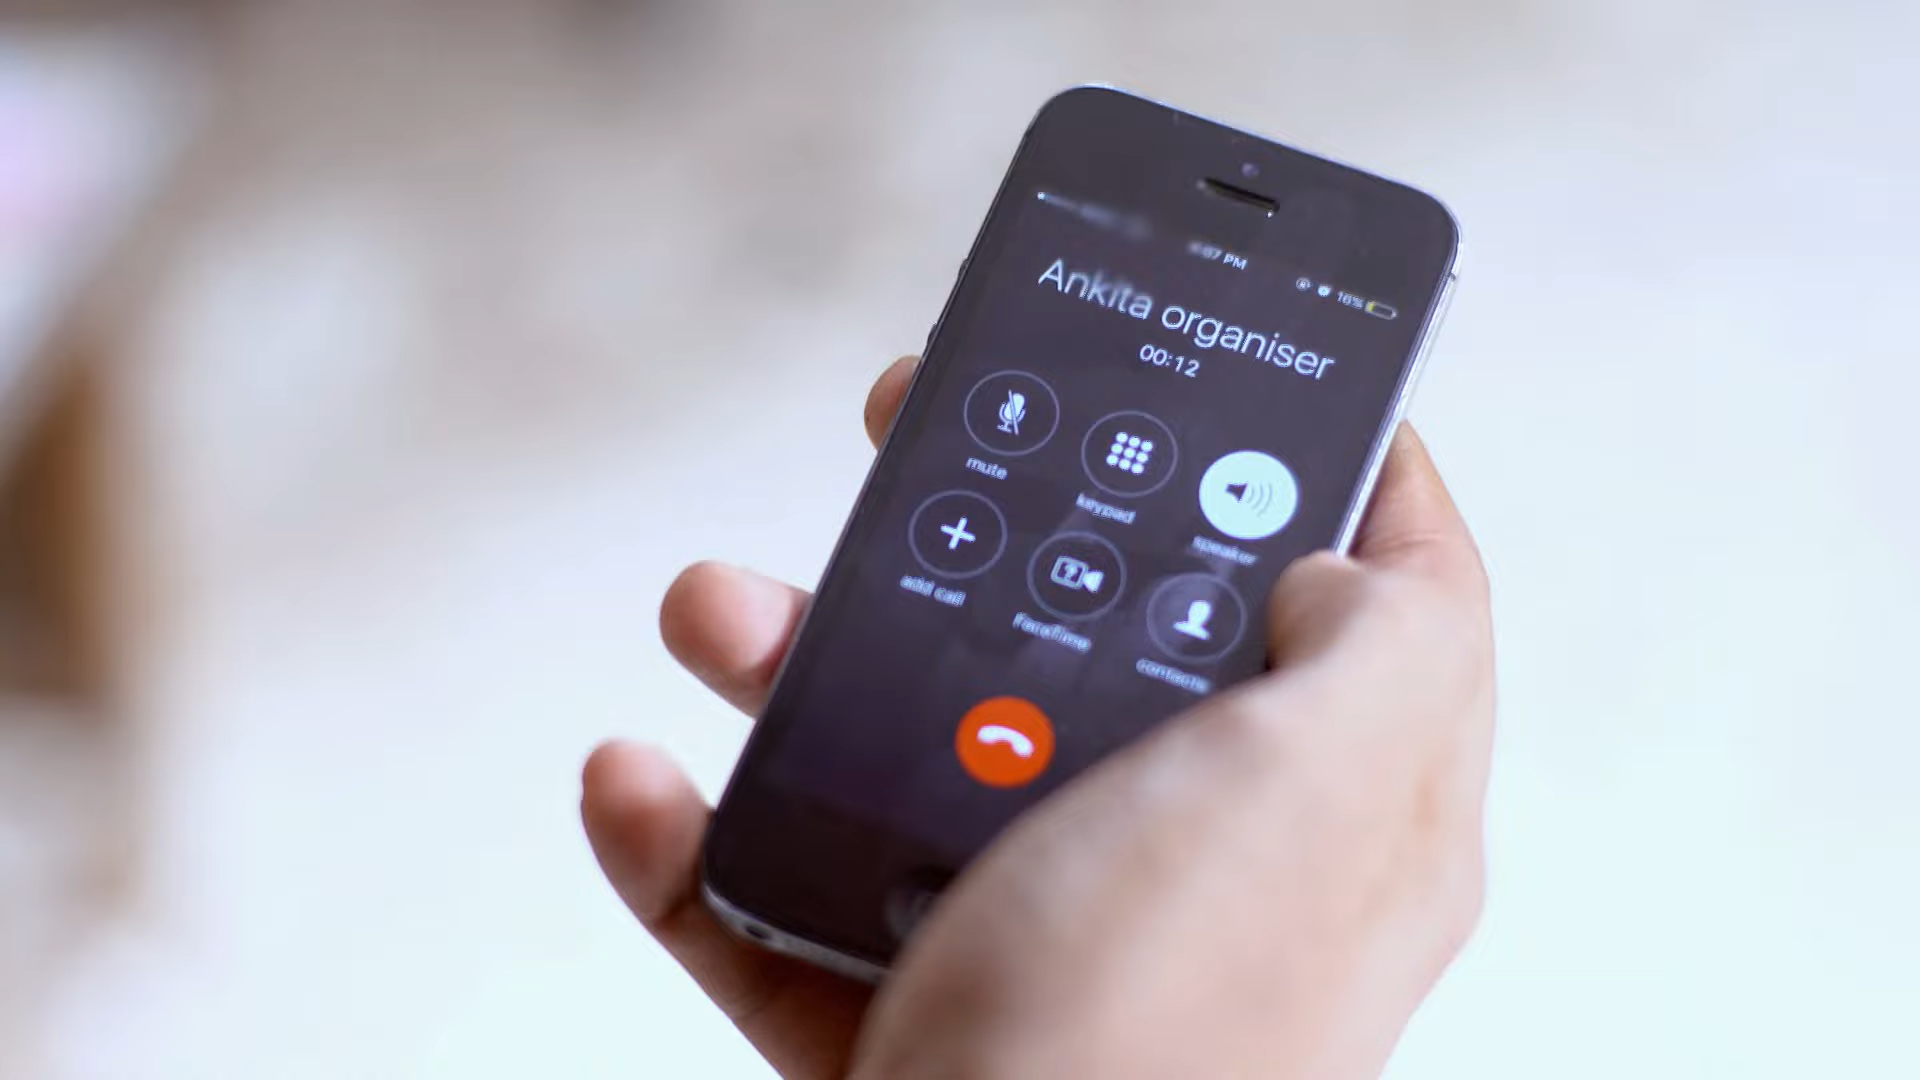 PM
16%
Ankita organiser
00:12
mute
keypad
speaker
add call
FaceTime
contacts